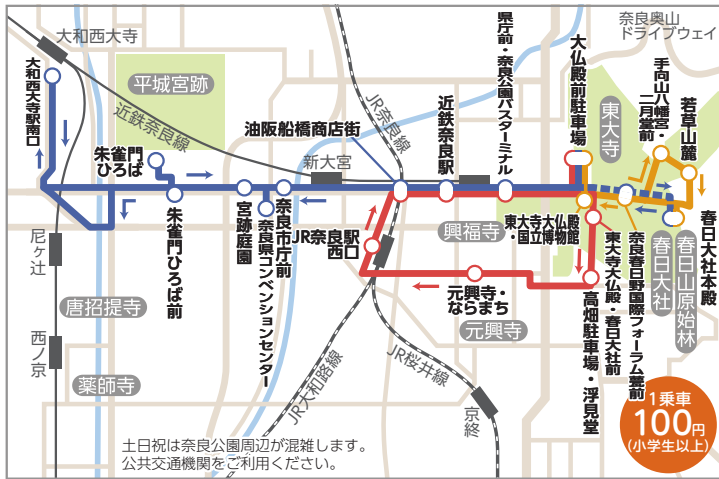 大和西大寺
大和西大寺駅南口
平城宮跡
近鉄奈良線
朱雀門
ひろば
朱雀門ひろば前
宮跡庭園
奈良県コンベンションセンター
奈良市庁前
新大宮
油阪船橋商店街
JR奈良線
近鉄奈良駅
県庁前・奈良公園バスターミナル
大仏殿前駐車場
奈良奥山
ドライブウェイ
手向山八幡宮・
二月堂前
若草山麓
東大寺
春日大社本殿
春日山原始林
春日大社
奈良春日野国際フォーラム甍前
東大寺大仏殿・春日大社前
東大寺大仏殿
・国立博物館
興福寺
JR奈良駅
西口
元興寺・
ならまち
元興寺
高畑駐車場・浮見堂
尼ヶ辻
唐招提寺
西ノ京
薬師寺
JR大和路線
JR桜井線
京終
1乗車
100円
(小学生以上)
土日祝は奈良公園周辺が混雑します。
公共交通機関をご利用ください。